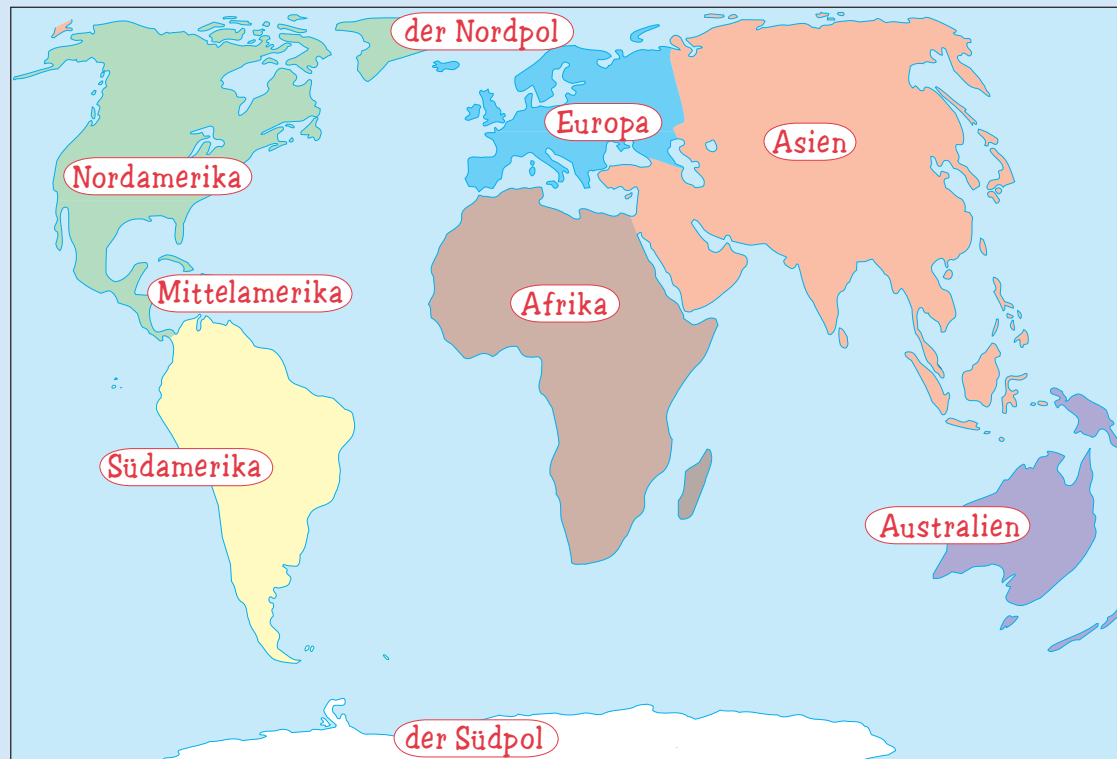 der Nordpol
Europa
Asien
Nordamerika
Mittelamerika
Afrika
Südamerika
Australien
der Südpol